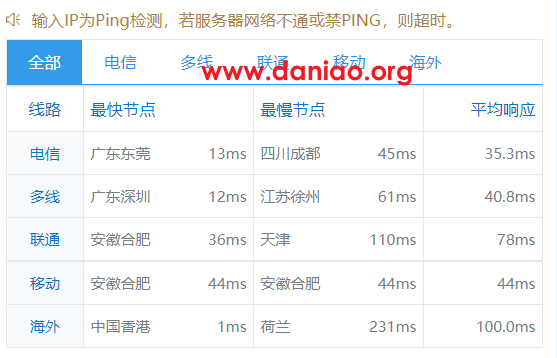 输入IP为Ping检测，若服务器网络不通或禁PING，则超时。
全部 电信 多线 联通 移动 海外
www.danido.org
线路 最快节点 最慢节点 平均响应
电信 广东东莞 13ms 四川成都 45ms 35.3ms
多线 广东深圳 12ms 江苏徐州 61ms 40.8ms
联通 安徽合肥 36ms 天津 110ms 78ms
移动 安徽合肥 44ms 安徽合肥 44ms 44ms
海外 中国香港 1ms 荷兰 231ms 100.0ms